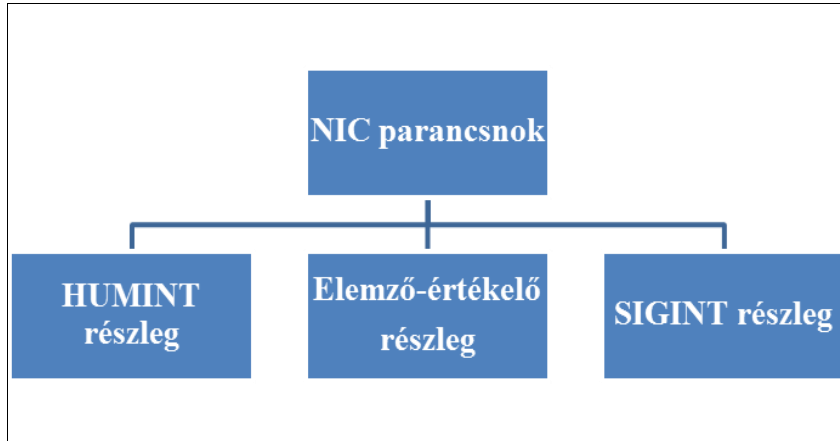 NIC parancsnok
HUMINT
részleg
Elemző-értékelő
részleg
SIGINT részleg